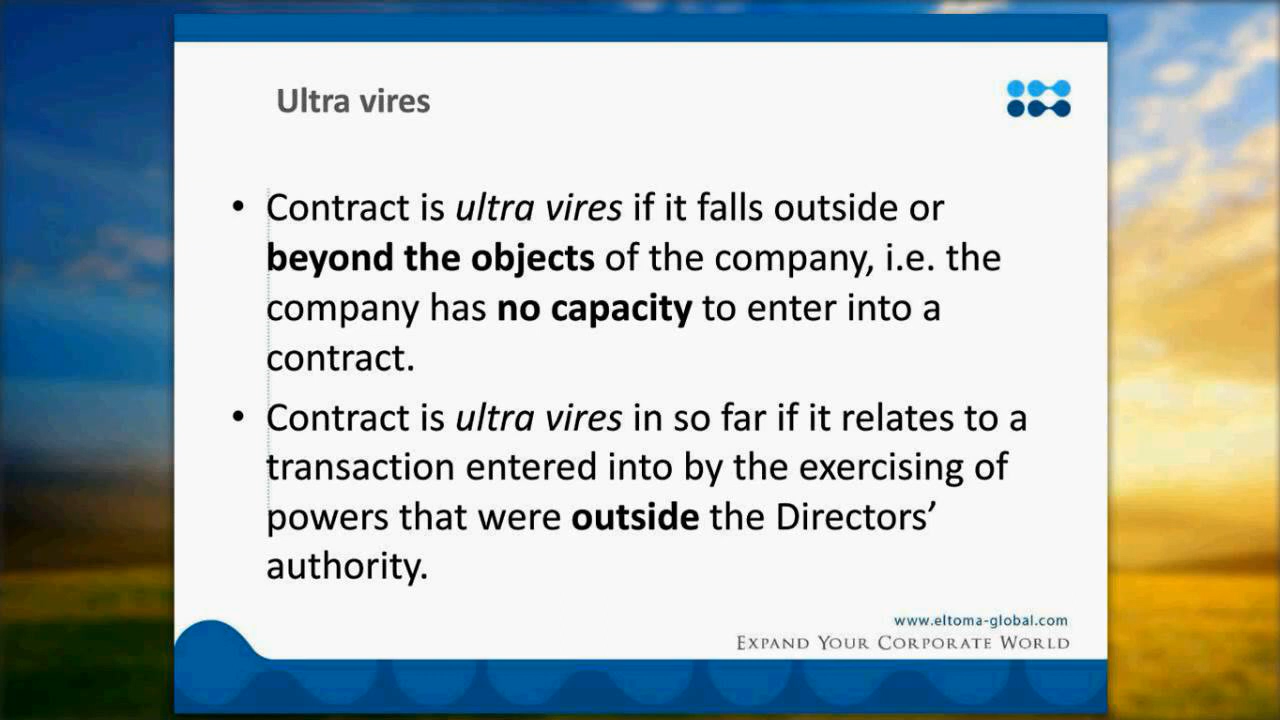 Ultra vires
• Contract is ultra vires if it falls outside or
beyond the objects of the company, i.e. the
company has no capacity to enter into a
contract.
• Contract is ultra vires in so far if it relates to a
transaction entered into by the exercising of
powers that were outside the Directors’
authority.
www.eltoma-global.com
EXPAND YOUR CORPORATE WORLD